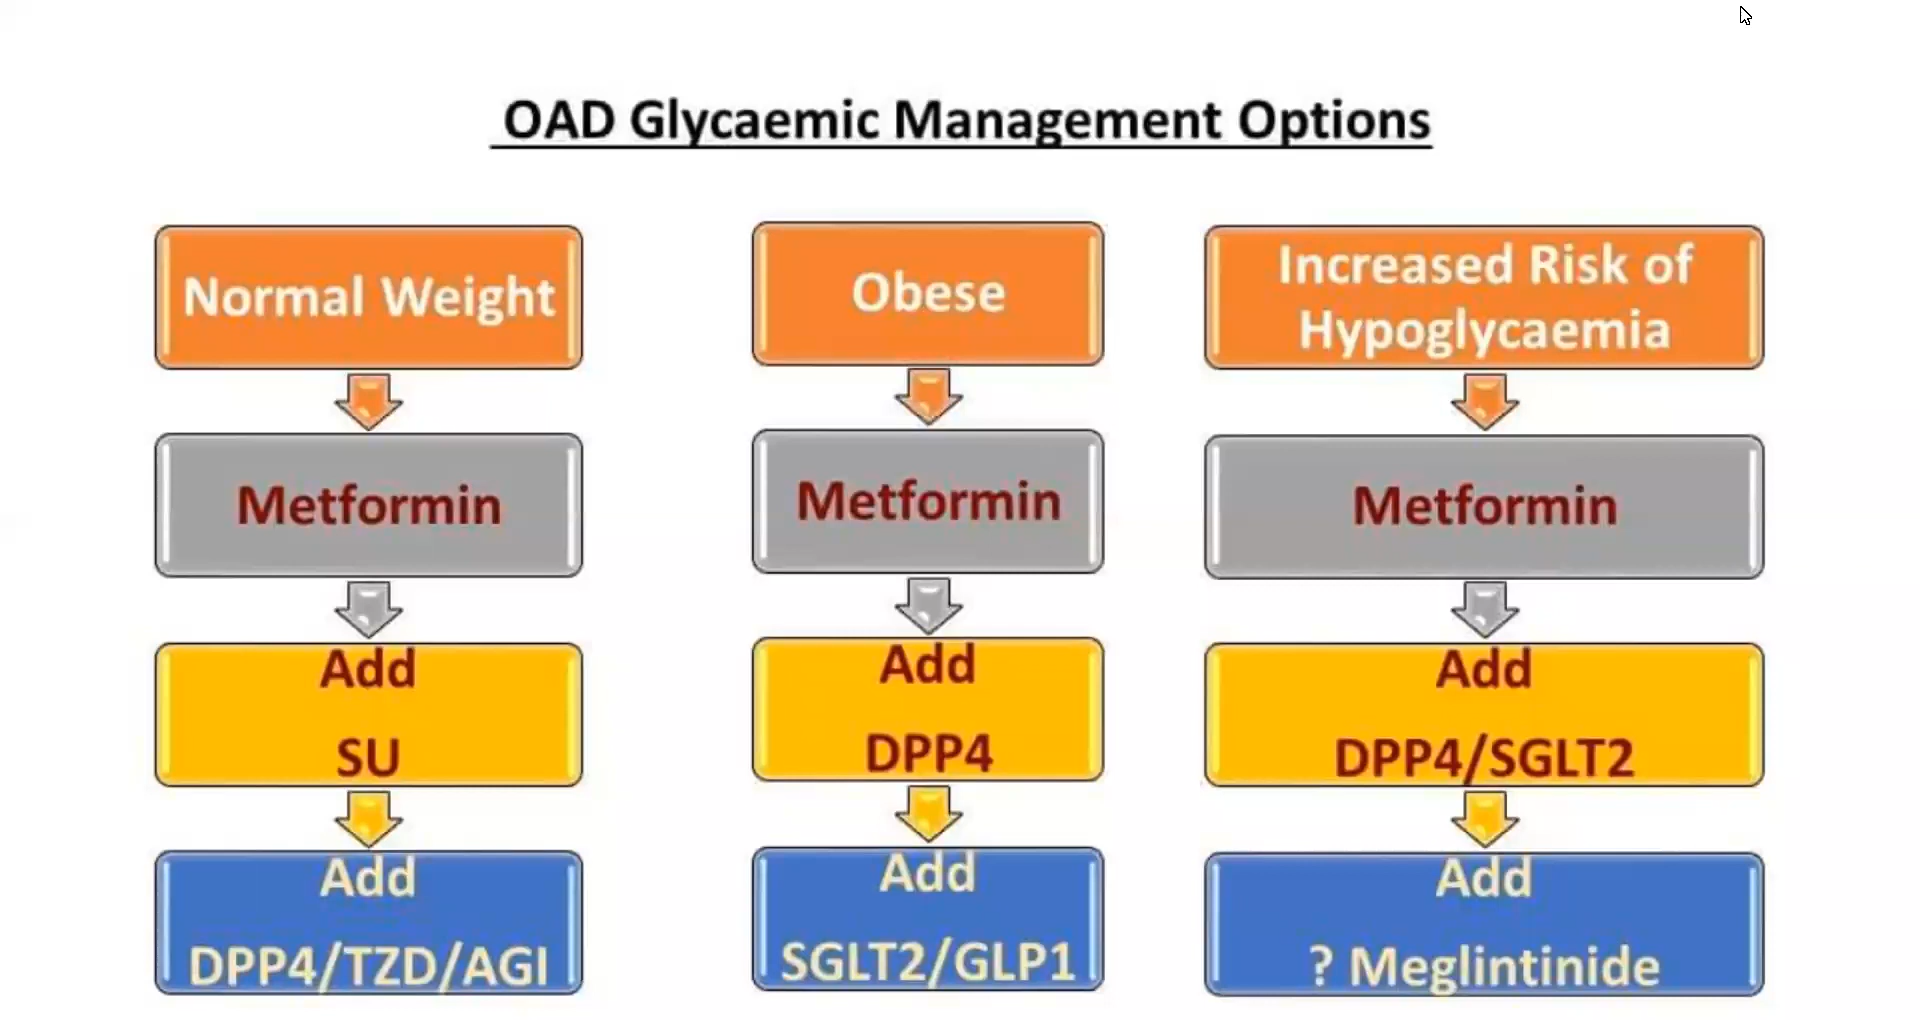 OAD Glycaemic Management Options
Normal Weight
Metformin
Add
SU
Add
DPP4/TZD/AGI
Obese
Metformin
Add
DPP4
Add
SGLT2/GLP1
Increased Risk of
Hypoglycaemia
Metformin
Add
DPP4/SGLT2
Add
? Meglintinide